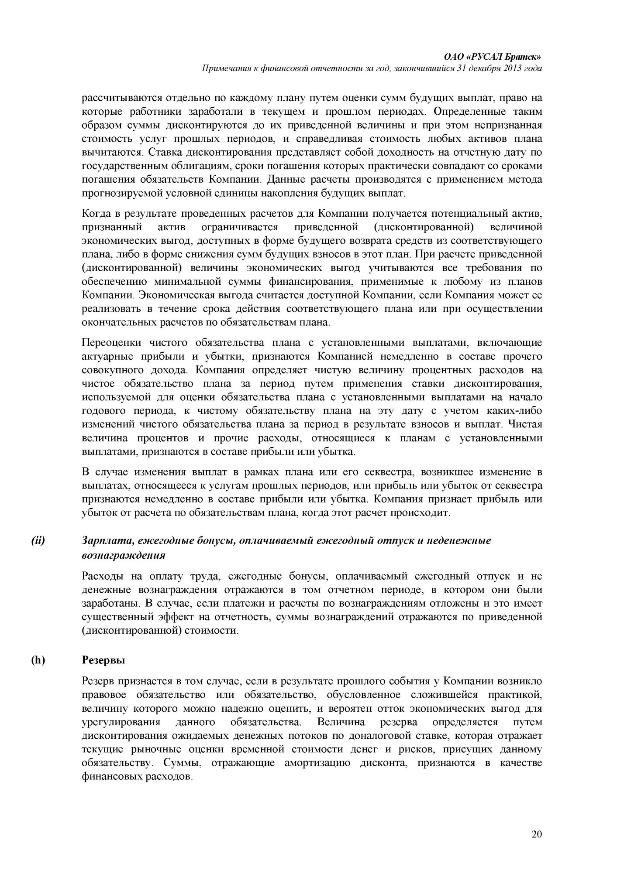 ОАО «РУСАЛ Братск»
Примечания к финансовой отчетности за год, закончившийся 31 декабря 2013 года
рассчитываются отдельно по каждому плану путем оценки сумм будущих выплат, право на
которые работники заработали в текущем и прошлом периодах. Определенные таким
образом суммы дисконтируются до их приведенной величины и при этом непризнанная
стоимость услуг прошлых периодов, и справедливая стоимость любых активов плана
вычитаются. Ставка дисконтирования представляет собой доходность на отчетную дату по
государственным облигациям, сроки погашения которых практически совпадают со сроками
погашения обязательств Компании. Данные расчеты производятся с применением метода
прогнозируемой условной единицы накопления будущих выплат.
Когда в результате проведенных расчетов для Компании получается потенциальный актив,
признанный актив ограничивается приведенной (дисконтированной) величиной
экономических выгод, доступных в форме будущего возврата средств из соответствующего
плана, либо в форме снижения сумм будущих взносов в этот план. При расчете приведенной
(дисконтированной) величины экономических выгод учитываются все требования по
обеспечению минимальной суммы финансирования, применимые к любому из планов
Компании. Экономическая выгода считается доступной Компании, если Компания может ее
реализовать в течение срока действия соответствующего плана или при осуществлении
окончательных расчетов по обязательствам плана.
Переоценки чистого обязательства плана с установленными выплатами, включающие
актуарные прибыли и убытки, признаются Компанией немедленно в составе прочего
совокупного дохода. Компания определяет чистую величину процентных расходов на
чистое обязательство плана за период путем применения ставки дисконтирования,
используемой для оценки обязательства плана с установленными выплатами на начало
годового периода, к чистому обязательству плана на эту дату с учетом каких-либо
изменений чистого обязательства плана за период в результате взносов и выплат. Чистая
величина процентов и прочие расходы, относящиеся к планам с установленными
выплатами, признаются в составе прибыли или убытка.
В случае изменения выплат в рамках плана или его секвестра, возникшее изменение в
выплатах, относящееся к услугам прошлых периодов, или прибыль или убыток от секвестра
признаются немедленно в составе прибыли или убытка. Компания признает прибыль или
убыток от расчета по обязательствам плана, когда этот расчет происходит.
(ii) Зарплата, ежегодные бонусы, оплачиваемый ежегодный отпуск и неденежные
вознаграждения
Расходы на оплату труда, ежегодные бонусы, оплачиваемый ежегодный отпуск и не
денежные вознаграждения отражаются в том отчетном периоде, в котором они были
заработаны. В случае, если платежи и расчеты по вознаграждениям отложены и это имеет
существенный эффект на отчетность, суммы вознаграждений отражаются по приведенной
(дисконтированной) стоимости.
(h) Резервы
Резерв признается в том случае, если в результате прошлого события у Компании возникло
правовое обязательство или обязательство, обусловленное сложившейся практикой,
величину которого можно надежно оценить, и вероятен отток экономических выгод для
урегулирования данного обязательства. Величина резерва определяется путем
дисконтирования ожидаемых денежных потоков по доналоговой ставке, которая отражает
текущие рыночные оценки временной стоимости денег и рисков, присущих данному
обязательству. Суммы, отражающие амортизацию дисконта, признаются в качестве
финансовых расходов.
20